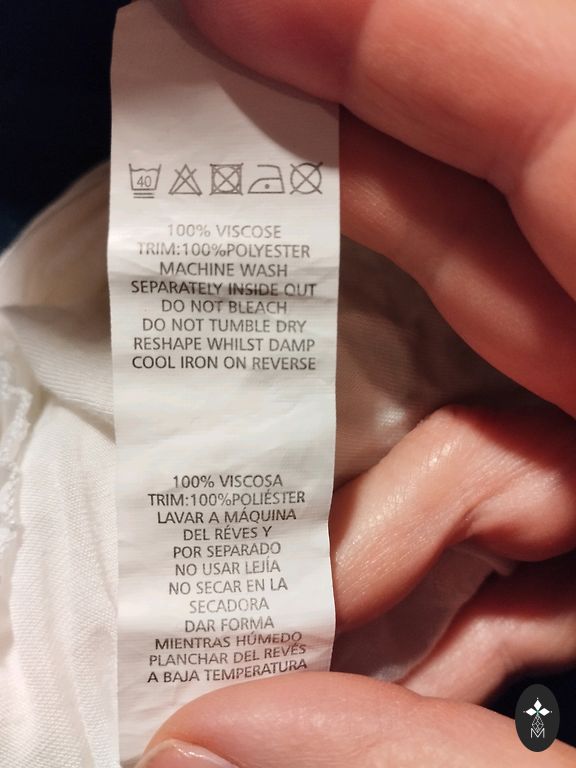 40
100% VISCOSE
TRIM:100%POLYESTER
MACHINE WASH
SEPARATELY INSIDE OUT
DO NOT BLEACH
DO NOT TUMBLE DRY
RESHAPE WHILST DAMP
COOL IRON ON REVERSE
100% VISCOSA
TRIM:100%POLIÉSTER
LAVAR A MÁQUINA
DEL RÉVES Y
POR SEPARADO
NO USAR LEJÍA
NO SECAR EN LA
SECADORA
DAR FORMA
MIENTRAS HÚMEDO
PLANCHAR DEL REVÉS
A BAJA TEMPERATURA
M